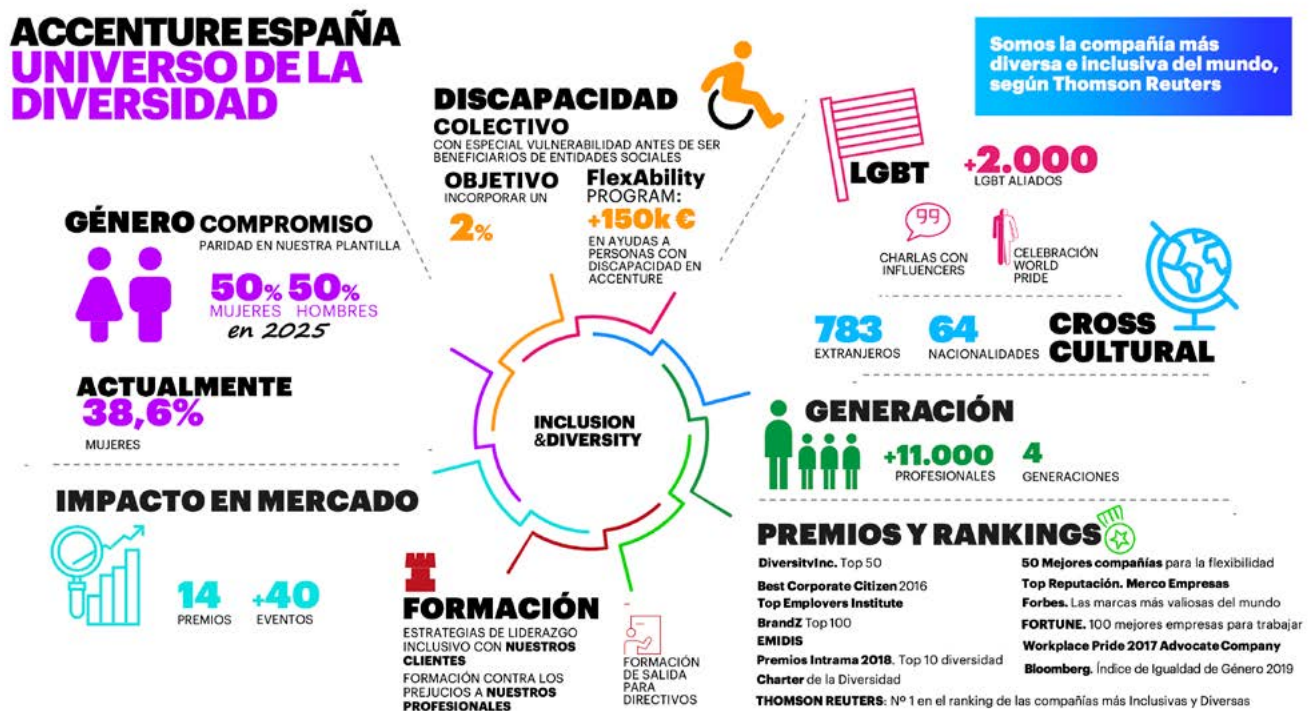 ACCENTURE ESPAÑA
UNIVERSO DE LA
DIVERSIDAD
Somos la compañía más
diversa e inclusiva del mundo,
según Thomson Reuters
DISCAPACIDAD
COLECTIVO
CON ESPECIAL VULNERABILIDAD ANTES DE SER
BENEFICIARIOS DE ENTIDADES SOCIALES
OBJETIVO
INCORPORAR UN
2%
FlexAbility
PROGRAM:
+150k €
EN AYUDAS A
PERSONAS CON
DISCAPACIDAD EN
ACCENTURE
LGBT
+2.000
LGBT ALIADOS
99
CHARLAS CON
INFLUENCERS
CELEBRACIÓN
WORLD
PRIDE
GÉNERO COMPROMISO
PARIDAD EN NUESTRA PLANTILLA
50% 50%
MUJERES HOMBRES
en 2025
ACTUALMENTE
38,6%
MUJERES
783
EXTRANJEROS
64
NACIONALIDADES
CROSS
CULTURAL
INCLUSION
&DIVERSITY
GENERACIÓN
+11.000
PROFESIONALES
4
GENERACIONES
IMPACTO EN MERCADO
14
PREMIOS
+40
EVENTOS
FORMACIÓN
ESTRATEGIAS DE LIDERAZGO
INCLUSIVO CON NUESTROS
CLIENTES
FORMACIÓN CONTRA LOS
PREJUICIOS A NUESTROS
PROFESIONALES
FORMACIÓN
DE SALIDA
PARA
DIRECTIVOS
PREMIOS Y RANKINGS
DiversityInc. Top 50
Best Corporate Citizen 2016
Top Employers Institute
BrandZ Top 100
EMIDIS
Premios Intrama 2018. Top 10 diversidad
Charter de la Diversidad
50 Mejores compañías para la flexibilidad
Top Reputación. Merco Empresas
Forbes. Las marcas más valiosas del mundo
FORTUNE. 100 mejores empresas para trabajar
Workplace Pride 2017 Advocate Company
Bloomberg. Índice de Igualdad de Género 2019
THOMSON REUTERS: Nº 1 en el ranking de las compañías más Inclusivas y Diversas